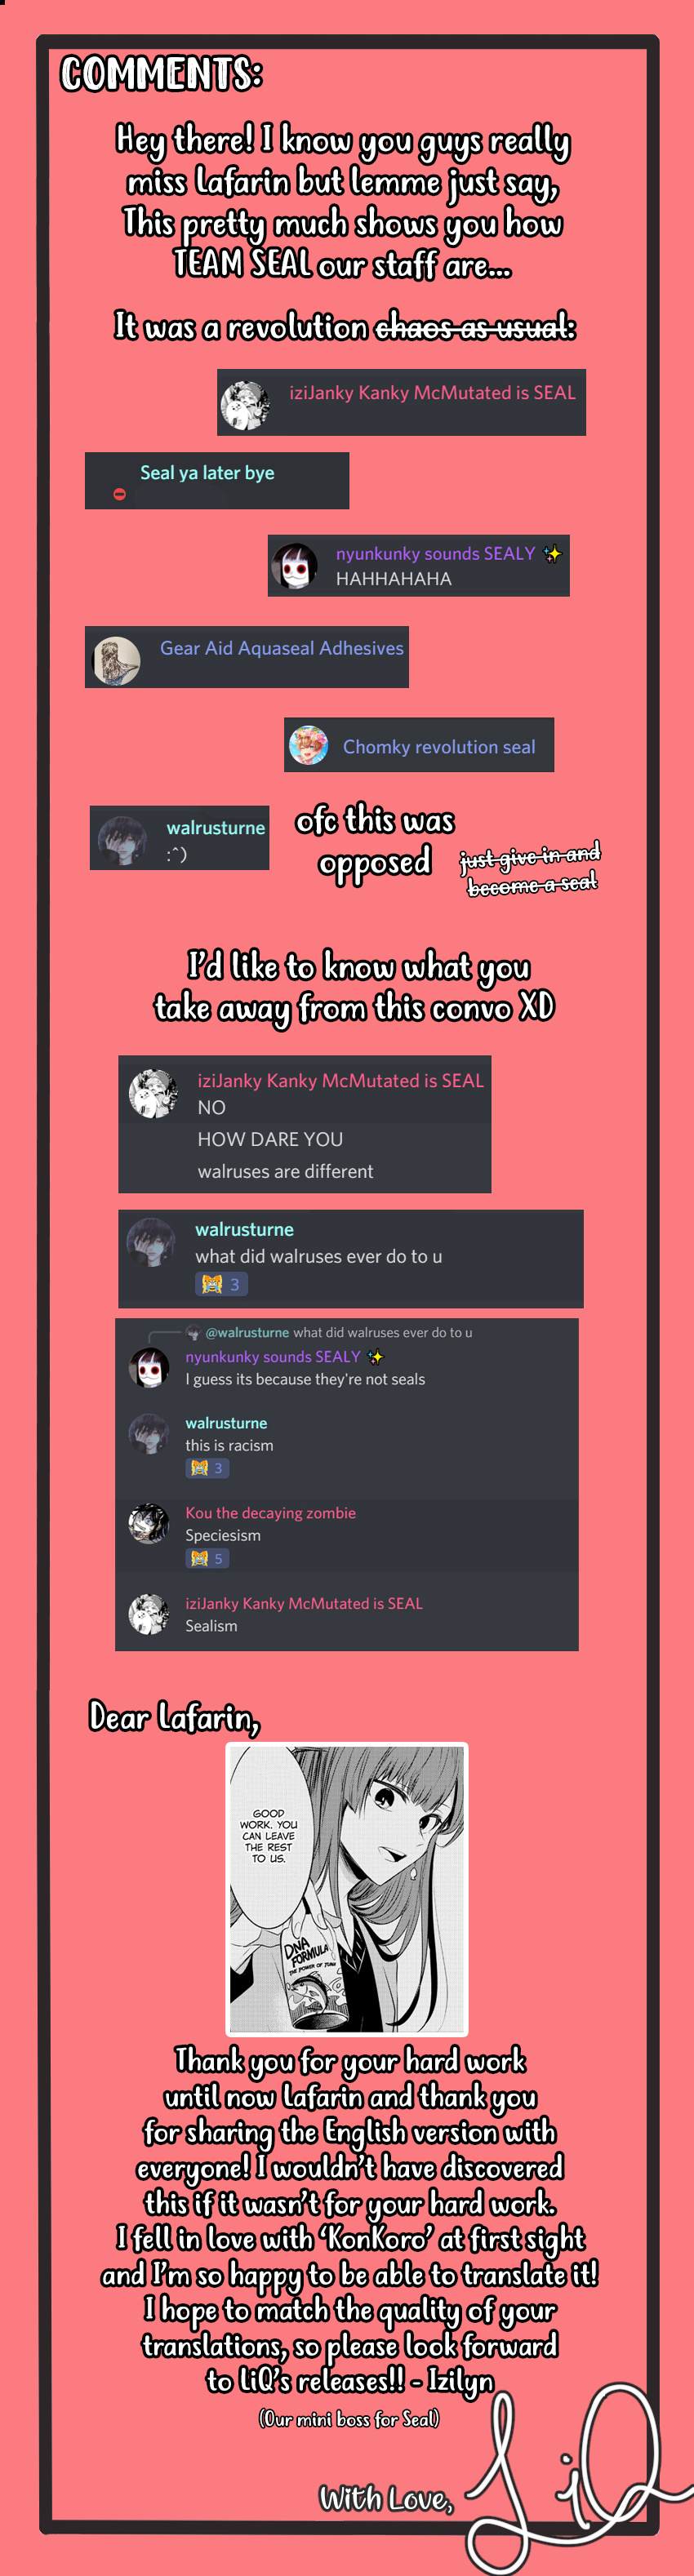 COMMENTS:
Hey there! I know you guys really
miss Lafarin but lemme just say,
This pretty much shows you how
TEAM SEAL our staff are...
It was a revolution chaos as usual:
iziJanky Kanky McMutated is SEAL
Seal ya later bye
nyunkunky sounds SEALY ✨
HAHHAHAHA
Gear Aid Aquaseal Adhesives
Chomky revolution seal
walrusturne
:^)
ofc this was
opposed
just give in and
become a seal
I'd like to know what you
take away from this convo XD
iziJanky Kanky McMutated is SEAL
NO
HOW DARE YOU
walruses are different
walrusturne
what did walruses ever do to u
3
@walrusturne what did walruses ever do to u
nyunkunky sounds SEALY ✨
I guess its because they're not seals
walrusturne
this is racism
3
Kou the decaying zombie
Speciesism
5
iziJanky Kanky McMutated is SEAL
Sealism
Dear Lafarin,
GOOD
WORK. YOU
CAN LEAVE
THE REST
TO US.
DNA
FORMULA
THE POWER OF TUNA
Thank you for your hard work
until now Lafarin and thank you
for sharing the English version with
everyone! I wouldn't have discovered
this if it wasn't for your hard work.
I fell in love with 'KonKoro' at first sight
and I'm so happy to be able to translate it!
I hope to match the quality of your
translations, so please look forward
to LiQ's releases!! - Izilyn
(Our mini boss for Seal)
With Love,
LiQ